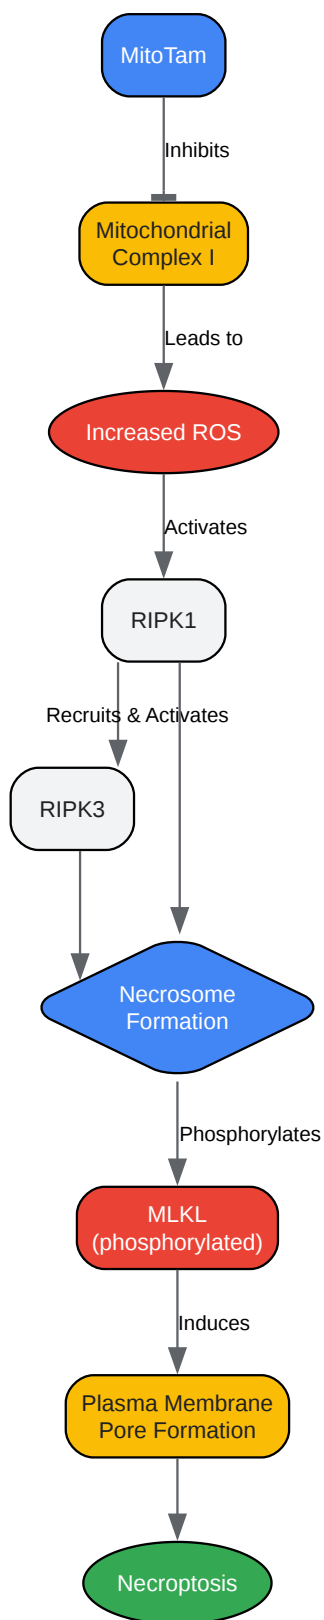 MitoTam
Inhibits
Mitochondrial
Complex I
Leads to
Increased ROS
Activates
RIPK1
Recruits & Activates
RIPK3
Necrosome
Formation
Phosphorylates
MLKL
(phosphorylated)
Induces
Plasma Membrane
Pore Formation
Necroptosis